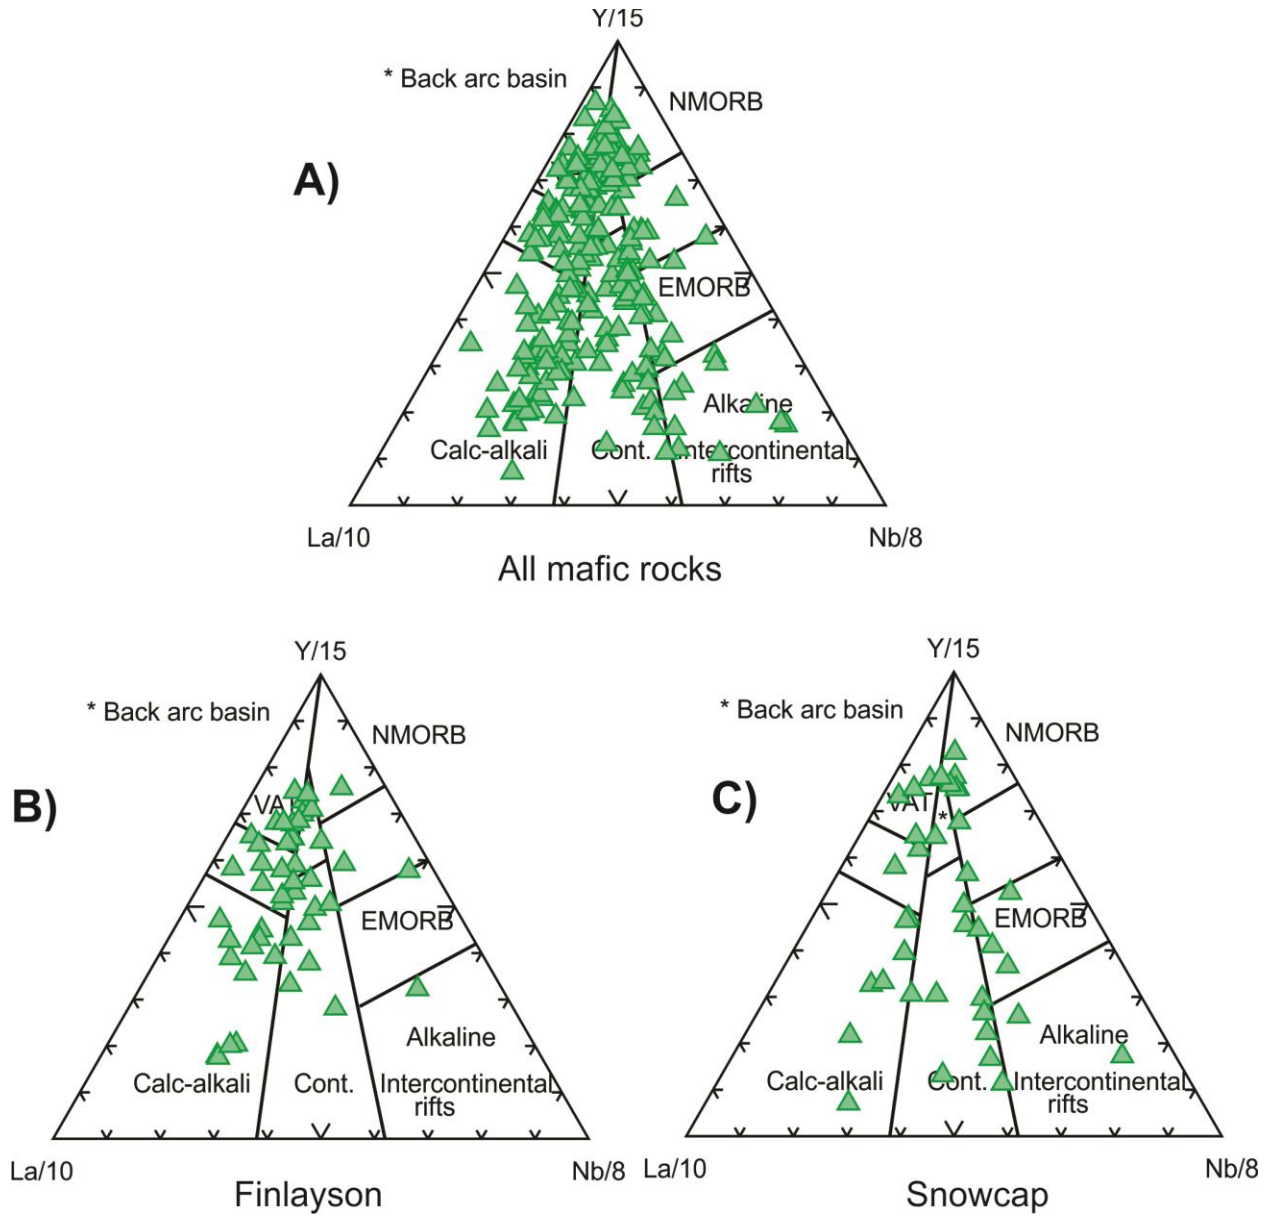 Y/15
* Back arc basin
NMORB
A)
EMORB
Alkaline
Calc-alkali
Cont.
Intercontinental
rifts
La/10
Nb/8
All mafic rocks
Y/15
* Back arc basin
NMORB
B)
VAT
EMORB
Alkaline
Calc-alkali
Cont.
Intercontinental
rifts
La/10
Nb/8
Finlayson
Y/15
* Back arc basin
NMORB
C)
VAT
*
EMORB
Alkaline
Calc-alkali
Cont.
Intercontinental
rifts
La/10
Nb/8
Snowcap